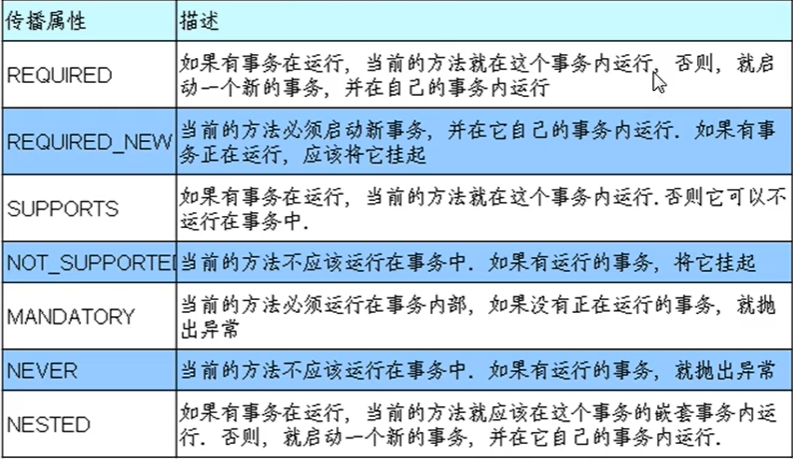 传播属性 描述
REQUIRED
如果有事务在运行，当前的方法就在这个事务内运行，否则，就启
动一个新的事务，并在自己的事务内运行
REQUIRED_NEW
当前的方法必须启动新事务，并在它自己的事务内运行．如果有事
务正在运行，应该将它挂起
SUPPORTS
如果有事务在运行，当前的方法就在这个事务内运行．否则它可以不
运行在事务中．
NOT_SUPPORTED 当前的方法不应该运行在事务中．如果有运行的事务，将它挂起
MANDATORY
当前的方法必须运行在事务内部，如果没有正在运行的事务，就抛
出异常
NEVER 当前的方法不应该运行在事务中．如果有运行的事务，就抛出异常
NESTED
如果有事务在运行，当前的方法就应该在这个事务的嵌套事务内运
行．否则，就启动一个新的事务，并在它自己的事务内运行．